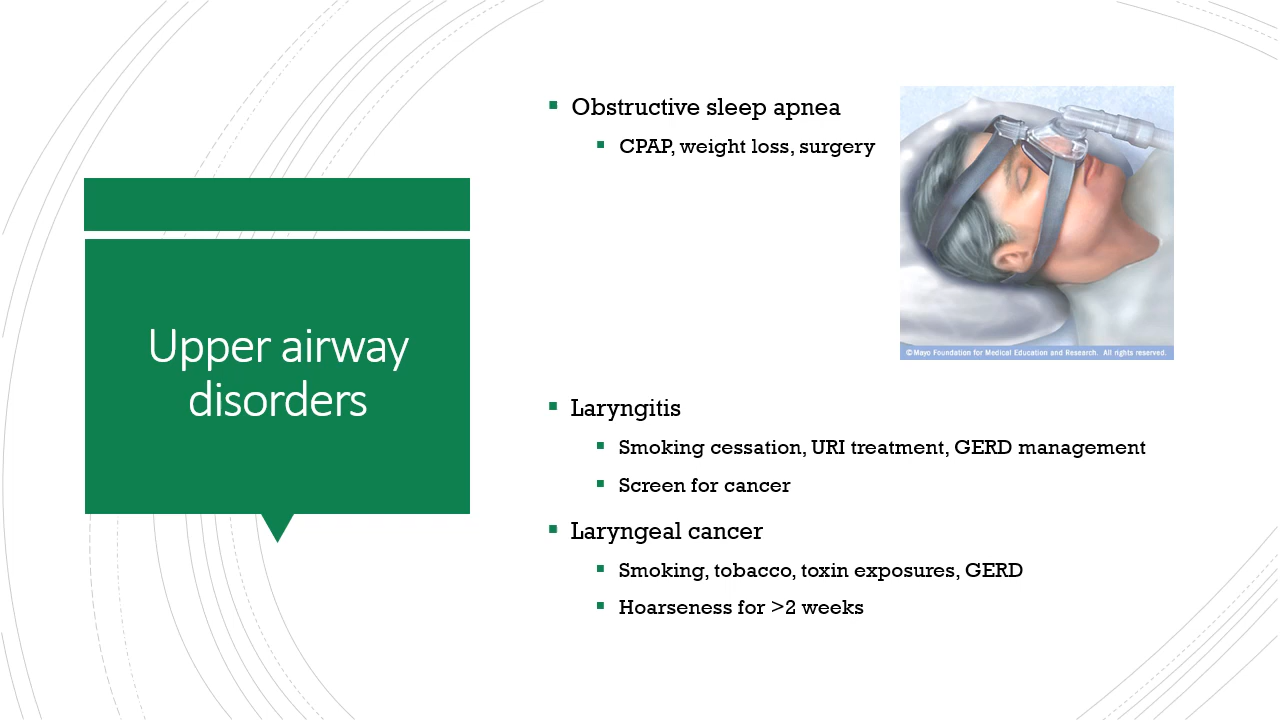 Upper airway
disorders
Obstructive sleep apnea
CPAP, weight loss, surgery
©Mayo Foundation for Medical Education and Research. All rights reserved.
Laryngitis
Smoking cessation, URI treatment, GERD management
Screen for cancer
Laryngeal cancer
Smoking, tobacco, toxin exposures, GERD
Hoarseness for >2 weeks